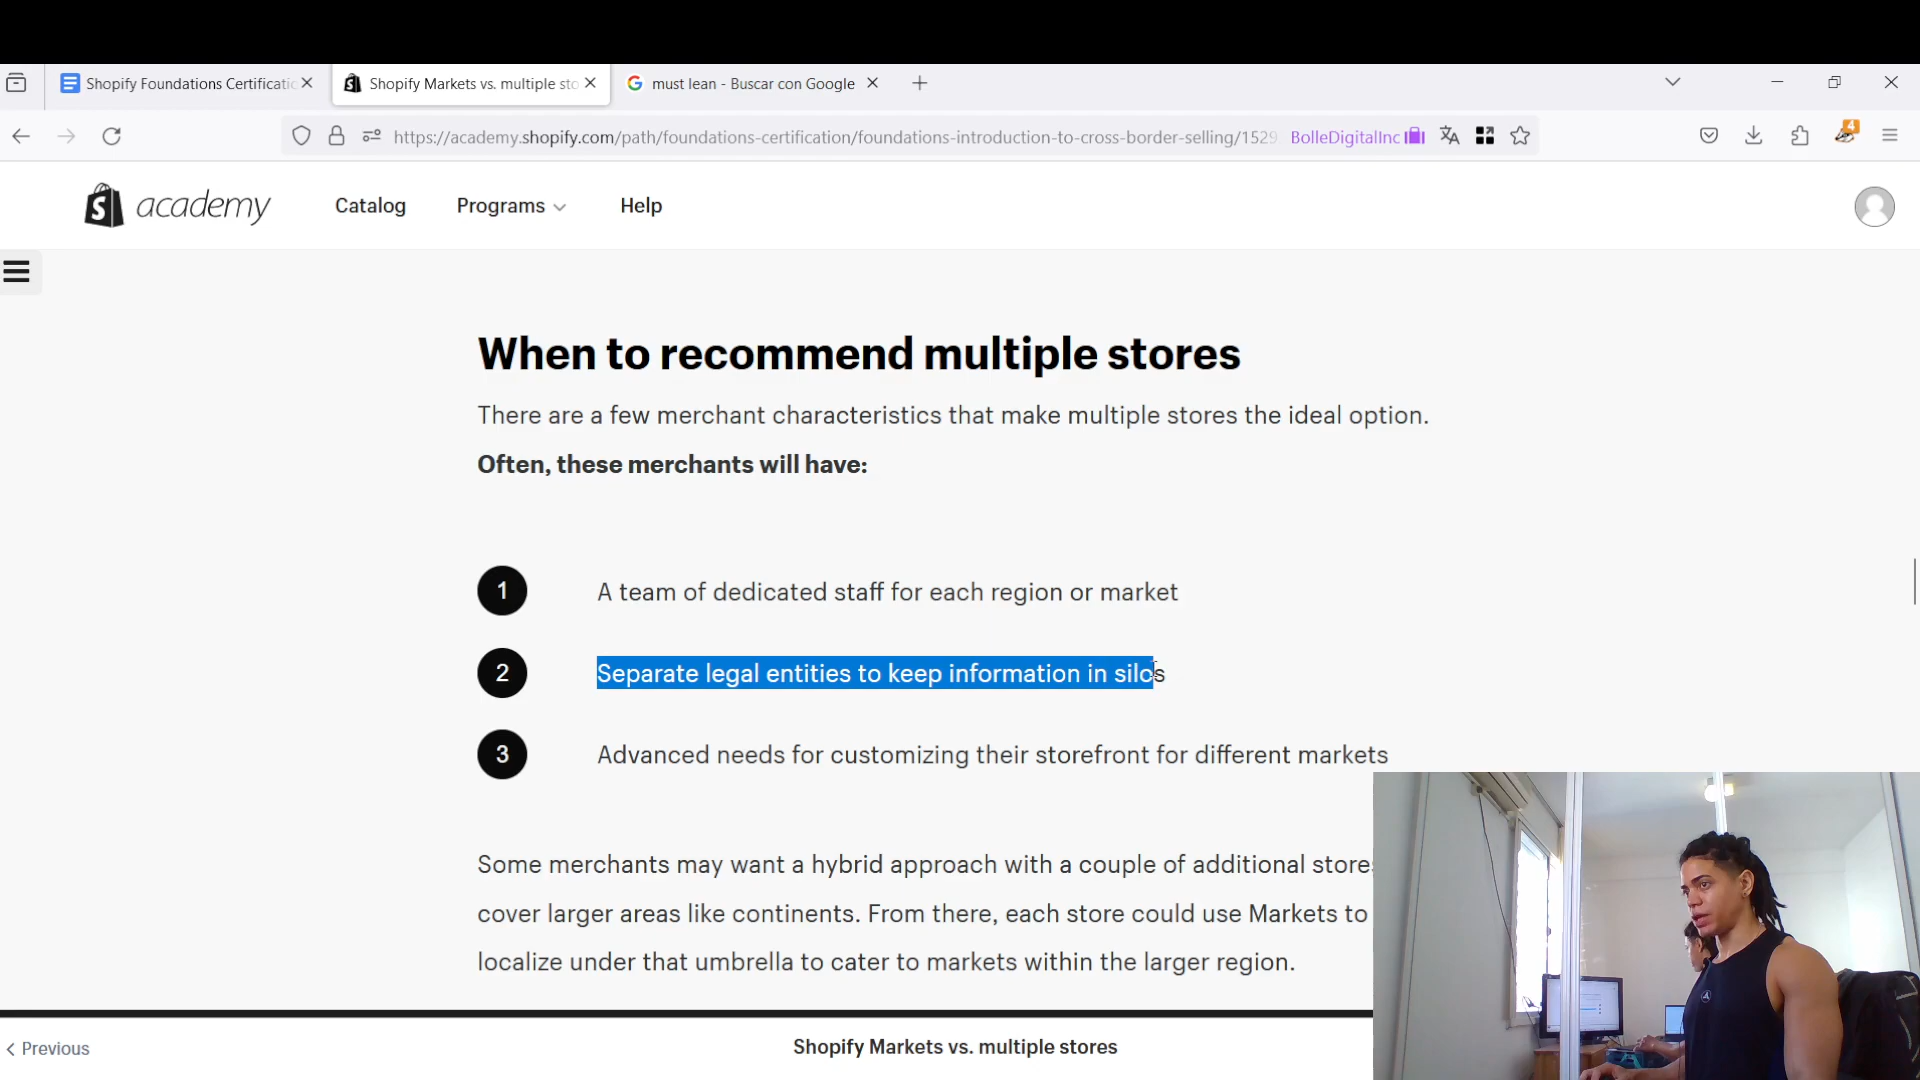 Shopify Foundations Certificatic
Shopify Markets vs. multiple sto
must lean - Buscar con Google
https://academy.shopify.com/path/foundations-certification/foundations-introduction-to-cross-border-selling/1529
BolleDigitalInc
4
academy
Catalog
Programs
Help
When to recommend multiple stores
There are a few merchant characteristics that make multiple stores the ideal option.
Often, these merchants will have:
1 A team of dedicated staff for each region or market
2 Separate legal entities to keep information in silos
3 Advanced needs for customizing their storefront for different markets
Some merchants may want a hybrid approach with a couple of additional stores
cover larger areas like continents. From there, each store could use Markets to
localize under that umbrella to cater to markets within the larger region.
Previous
Shopify Markets vs. multiple stores